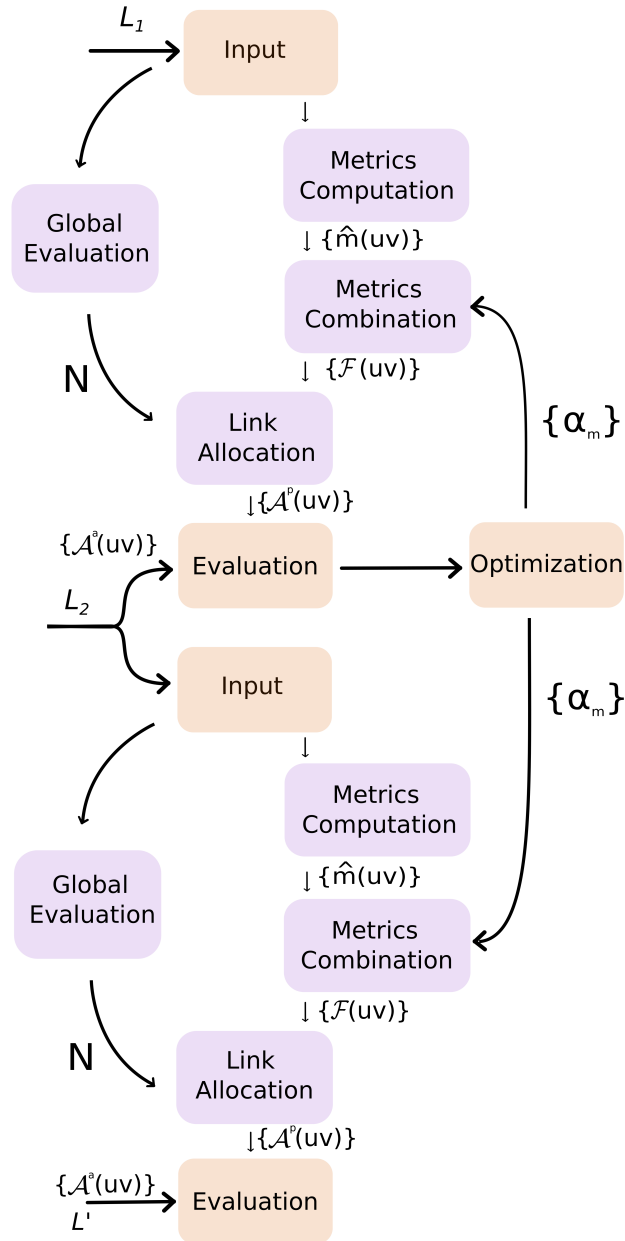 L₁
Input
Metrics
Computation
Global
Evaluation
{m̂(uv)}
Metrics
Combination
N
{ℱ(uv)}
{αₘ}
Link
Allocation
{𝒜ᵖ(uv)}
{𝒜ᵃ(uv)}
Evaluation
Optimization
L₂
Input
{αₘ}
Metrics
Computation
Global
Evaluation
{m̂(uv)}
Metrics
Combination
{ℱ(uv)}
N
Link
Allocation
{𝒜ᵖ(uv)}
{𝒜ᵃ(uv)}
L'
Evaluation